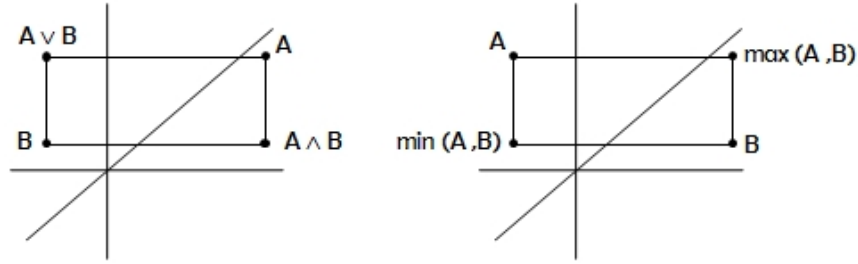 A ∨ B
A
B
A ∧ B
A
max (A ,B)
min (A ,B)
B